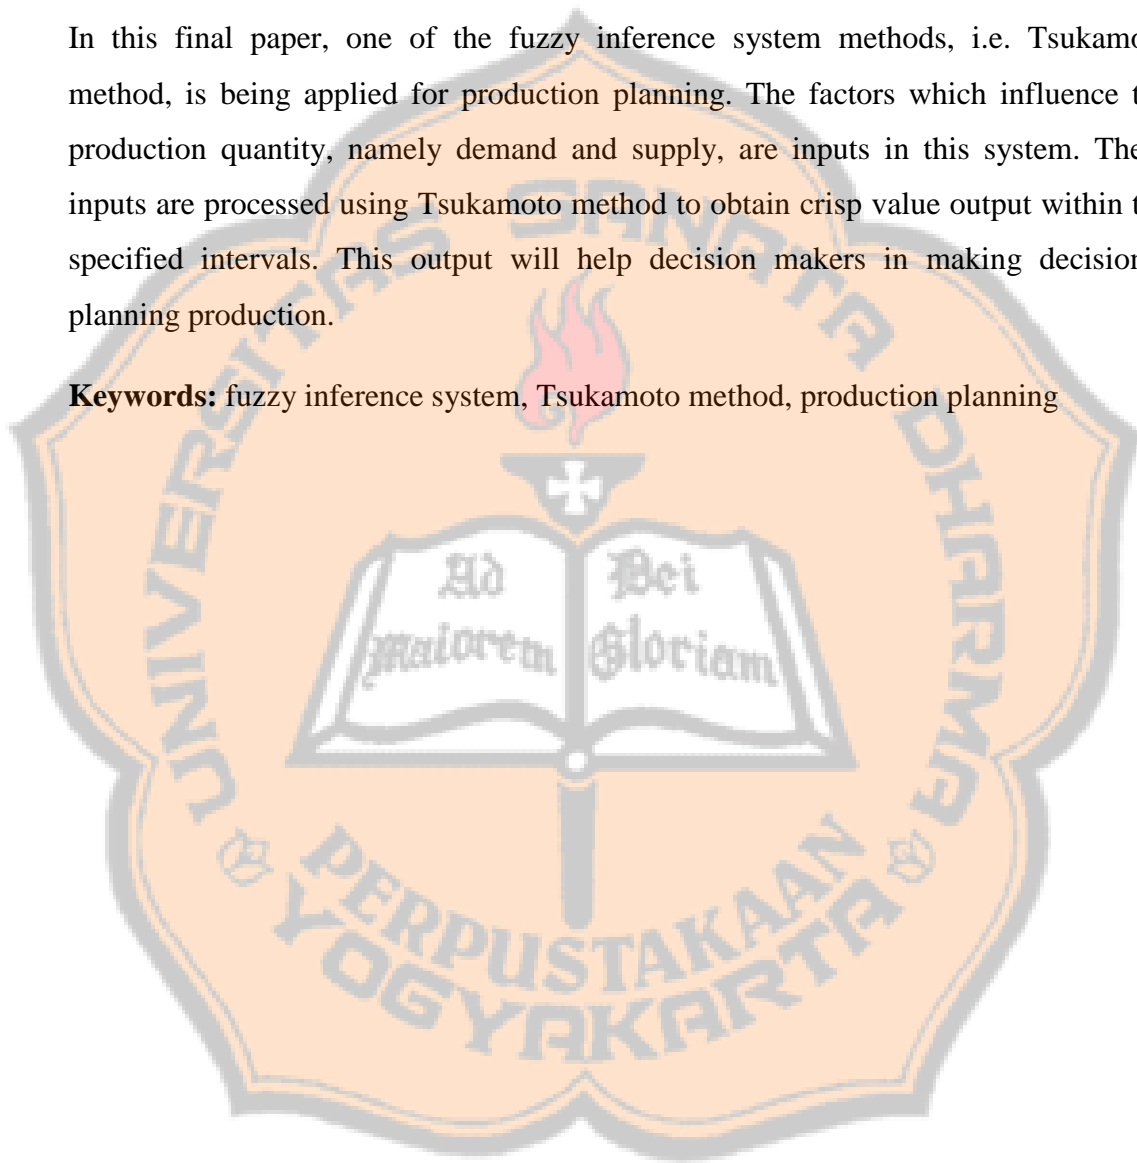 In this final paper, one of the fuzzy inference system methods, i.e. Tsukamo
method, is being applied for production planning. The factors which influence t
production quantity, namely demand and supply, are inputs in this system. The
inputs are processed using Tsukamoto method to obtain crisp value output within t
specified intervals. This output will help decision makers in making decision
planning production.
Keywords: fuzzy inference system, Tsukamoto method, production planning
UNIVERSITAS SANATA DHARMA
Ad Dei
maiorem Gloriam
PERPUSTAKAAN
YOGYAKARTA